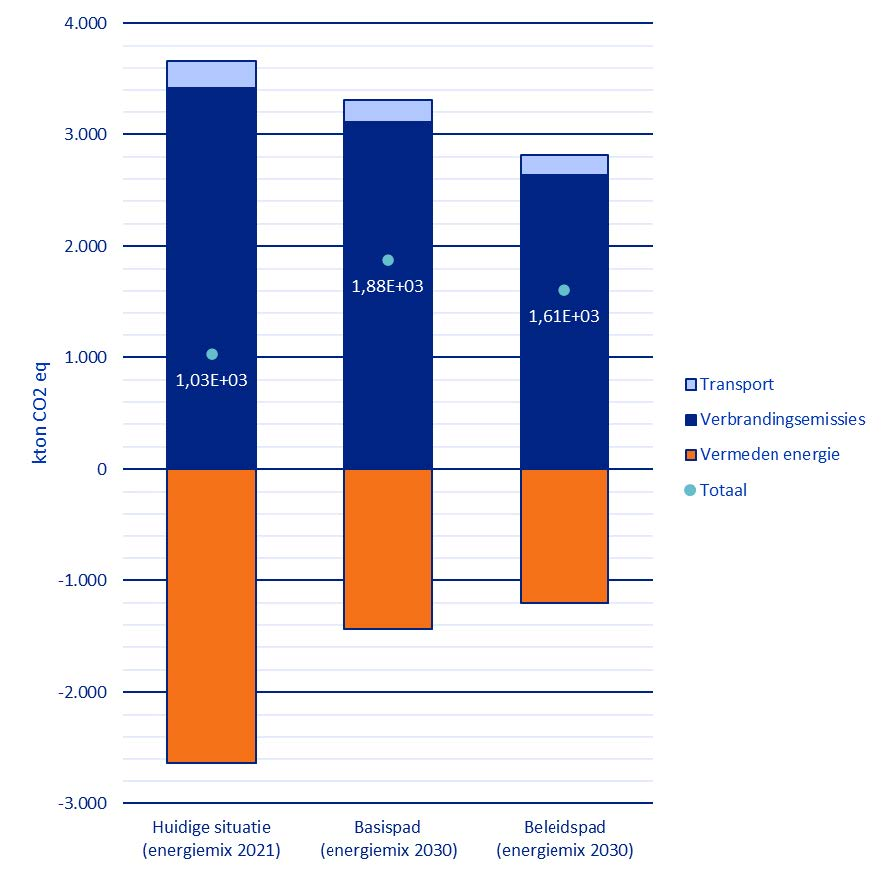 4.000
3.000
2.000
1.000
0
-1.000
-2.000
-3.000
kton CO2 eq
1,03E+03
1,88E+03
1,61E+03
Huidige situatie
(energiemix 2021)
Basispad
(energiemix 2030)
Beleidspad
(energiemix 2030)
Transport
Verbrandingsemissies
Vermeden energie
Totaal